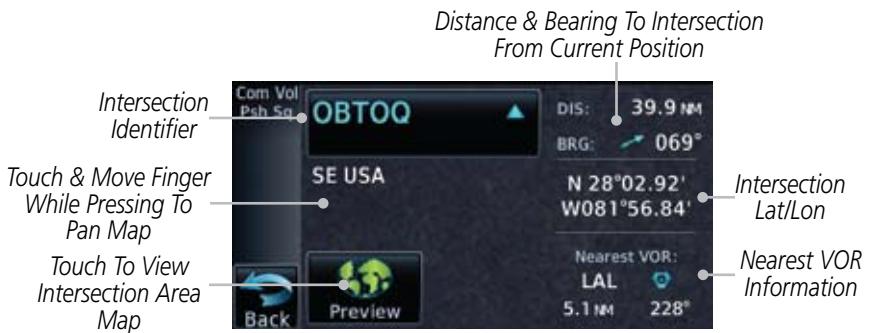 Distance & Bearing To Intersection
From Current Position
Intersection
Identifier
Touch & Move Finger
While Pressing To
Pan Map
Touch To View
Intersection Area
Map
Com Vol
Psh Sq
OBTOQ
SE USA
Back
Preview
DIS: 39.9 NM
BRG: 069°
N 28°02.92'
W081°56.84'
Nearest VOR:
LAL
5.1 NM 228°
Intersection
Lat/Lon
Nearest VOR
Information